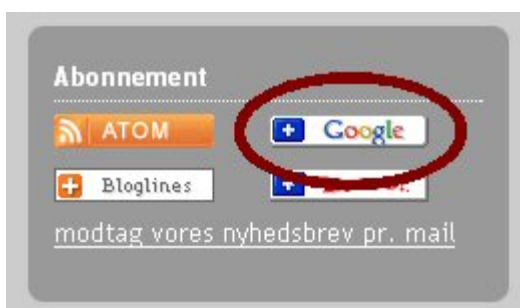 Abonnement
ATOM
Google
Bloglines
modtag vores nyhedsbrev pr. mail